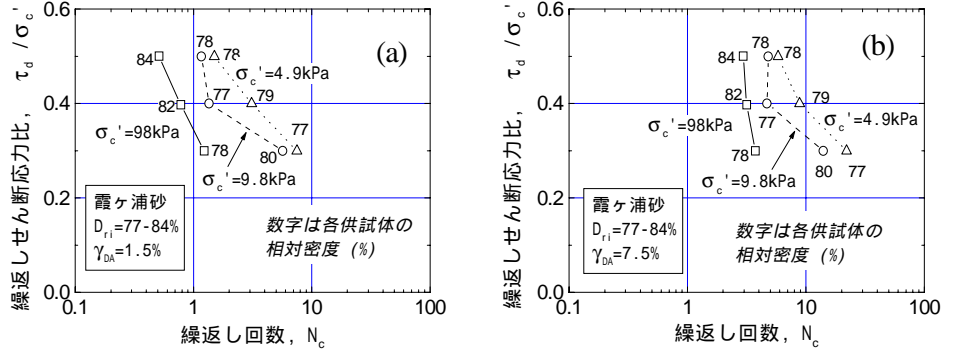 (a)
0.6
0.4
0.2
0.0
繰返しせん断応力比, τd /σc'
84
78
78
σc'=4.9kPa
82
77
79
σc'=98kPa
78
80
77
σc'=9.8kPa
霞ヶ浦砂
Dri=77-84%
γDA=1.5%
数字は各供試体の
相対密度 (%)
0.1
1
10
100
繰返し回数, Nc
(b)
0.6
0.4
0.2
0.0
繰返しせん断応力比, τd /σc'
84
78
78
82
77
79
σc'=98kPa
σc'=4.9kPa
78
80
77
σc'=9.8kPa
霞ヶ浦砂
Dri=77-84%
γDA=7.5%
数字は各供試体の
相対密度 (%)
0.1
1
10
100
繰返し回数, Nc